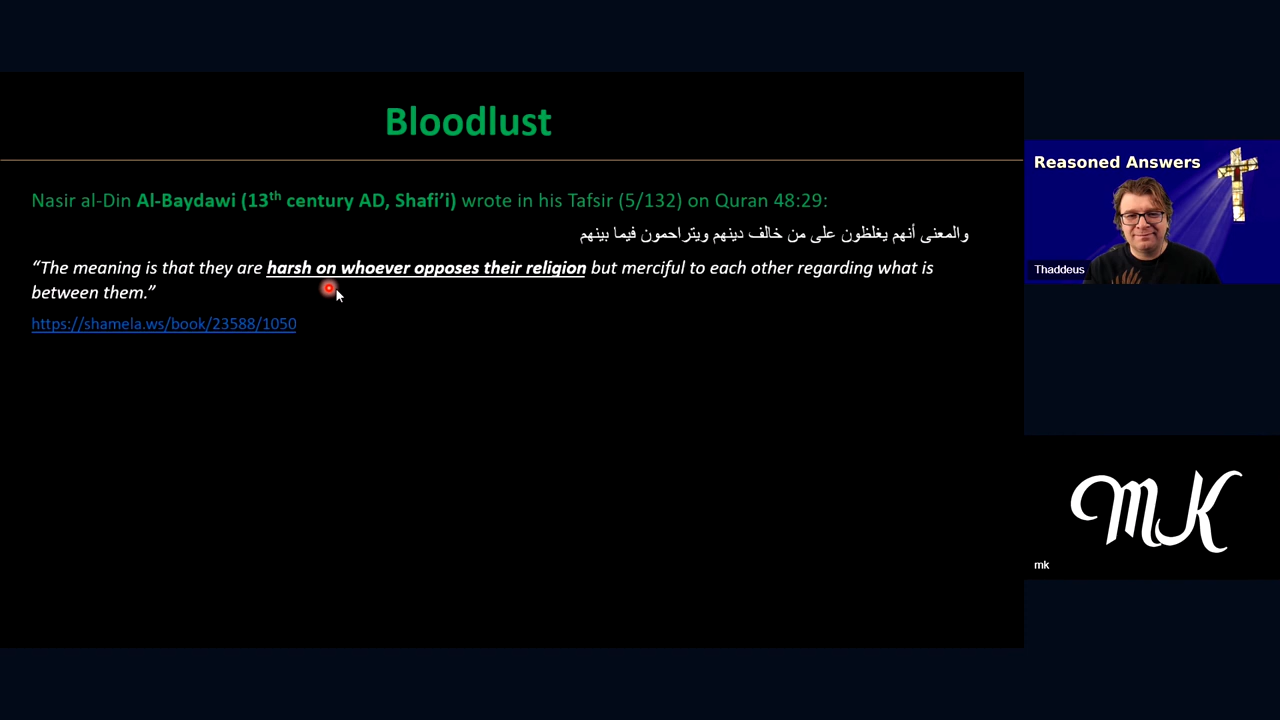 Bloodlust
Nasir al-Din Al-Baydawi (13th century AD, Shafi’i) wrote in his Tafsir (5/132) on Quran 48:29:
والمعنى أنهم يغلظون على من خالف دينهم ويتراحمون فيما بينهم
“The meaning is that they are harsh on whoever opposes their religion but merciful to each other regarding what is
between them.”
https://shamela.ws/book/23588/1050
Reasoned Answers
Thaddeus
MK
mk